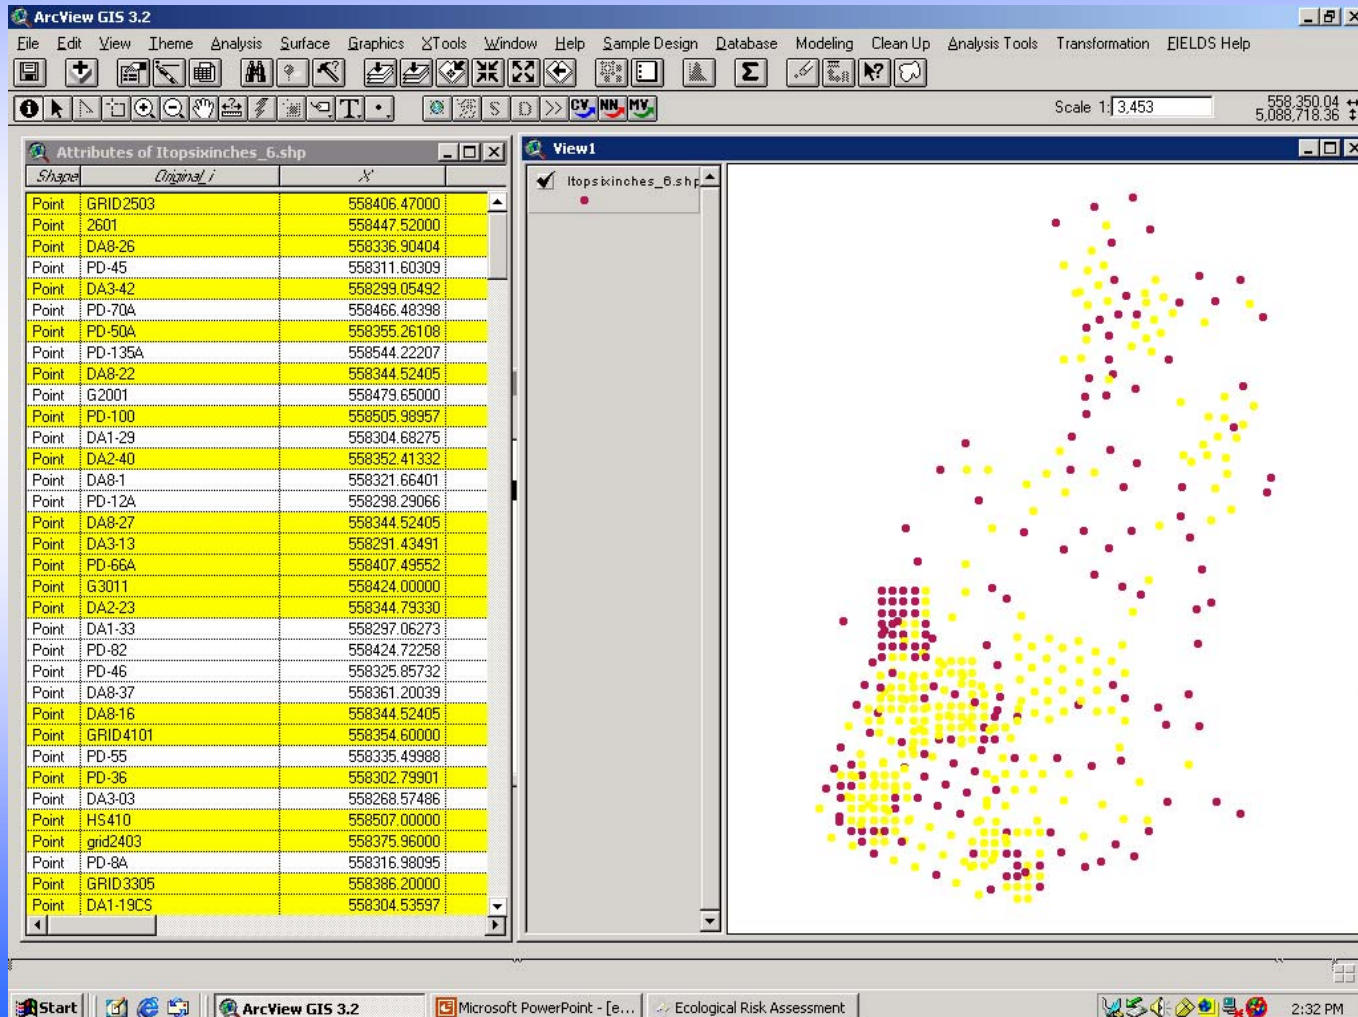 ArcView GIS 3.2
File Edit View Theme Analysis Surface Graphics XTools Window Help Sample Design Database Modeling Clean Up Analysis Tools Transformation FIELDS Help
S D >> CV NN MV
Scale 1: 3,453
558,350.04
5,088,718.36
Attributes of Itopsixinches_6.shp
Shape Original_i X
Point GRID2503 558406.47000
Point 2601 558447.52000
Point DA8-26 558336.90404
Point PD-45 558311.60309
Point DA3-42 558299.05492
Point PD-70A 558466.48398
Point PD-50A 558355.26108
Point PD-135A 558544.22207
Point DA8-22 558344.52405
Point G2001 558479.65000
Point PD-100 558505.98957
Point DA1-29 558304.68275
Point DA2-40 558352.41332
Point DA8-1 558321.66401
Point PD-12A 558298.29066
Point DA8-27 558344.52405
Point DA3-13 558291.43491
Point PD-66A 558407.49552
Point G3011 558424.00000
Point DA2-23 558344.79330
Point DA1-33 558297.06273
Point PD-82 558424.72258
Point PD-46 558325.85732
Point DA8-37 558361.20039
Point DA8-16 558344.52405
Point GRID4101 558354.60000
Point PD-55 558335.49988
Point PD-36 558302.79901
Point DA3-03 558268.57486
Point HS410 558507.00000
Point grid2403 558375.96000
Point PD-8A 558316.98095
Point GRID3305 558386.20000
Point DA1-19CS 558304.53597
View1
Itopsixinches_6.shp
Start
ArcView GIS 3.2
Microsoft PowerPoint - [e...
Ecological Risk Assessment
2:32 PM